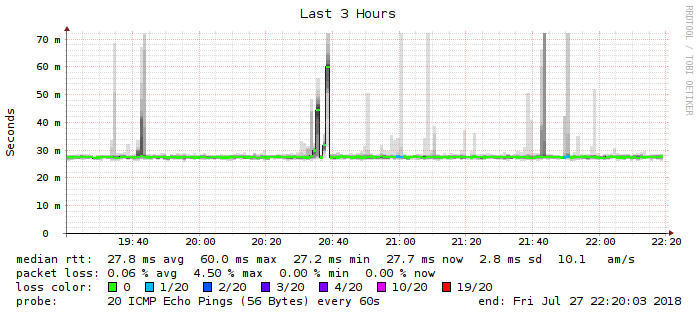 Last 3 Hours
RRDTOOL / TOBI OETIKER
Seconds
70 m
60 m
50 m
40 m
30 m
20 m
10 m
0
19:40 20:00 20:20 20:40 21:00 21:20 21:40 22:00 22:20
median rtt: 27.8 ms avg 60.0 ms max 27.2 ms min 27.7 ms now 2.8 ms sd 10.1 am/s
packet loss: 0.06 % avg 4.50 % max 0.00 % min 0.00 % now
loss color: 0 1/20 2/20 3/20 4/20 10/20 19/20
probe: 20 ICMP Echo Pings (56 Bytes) every 60s end: Fri Jul 27 22:20:03 2018